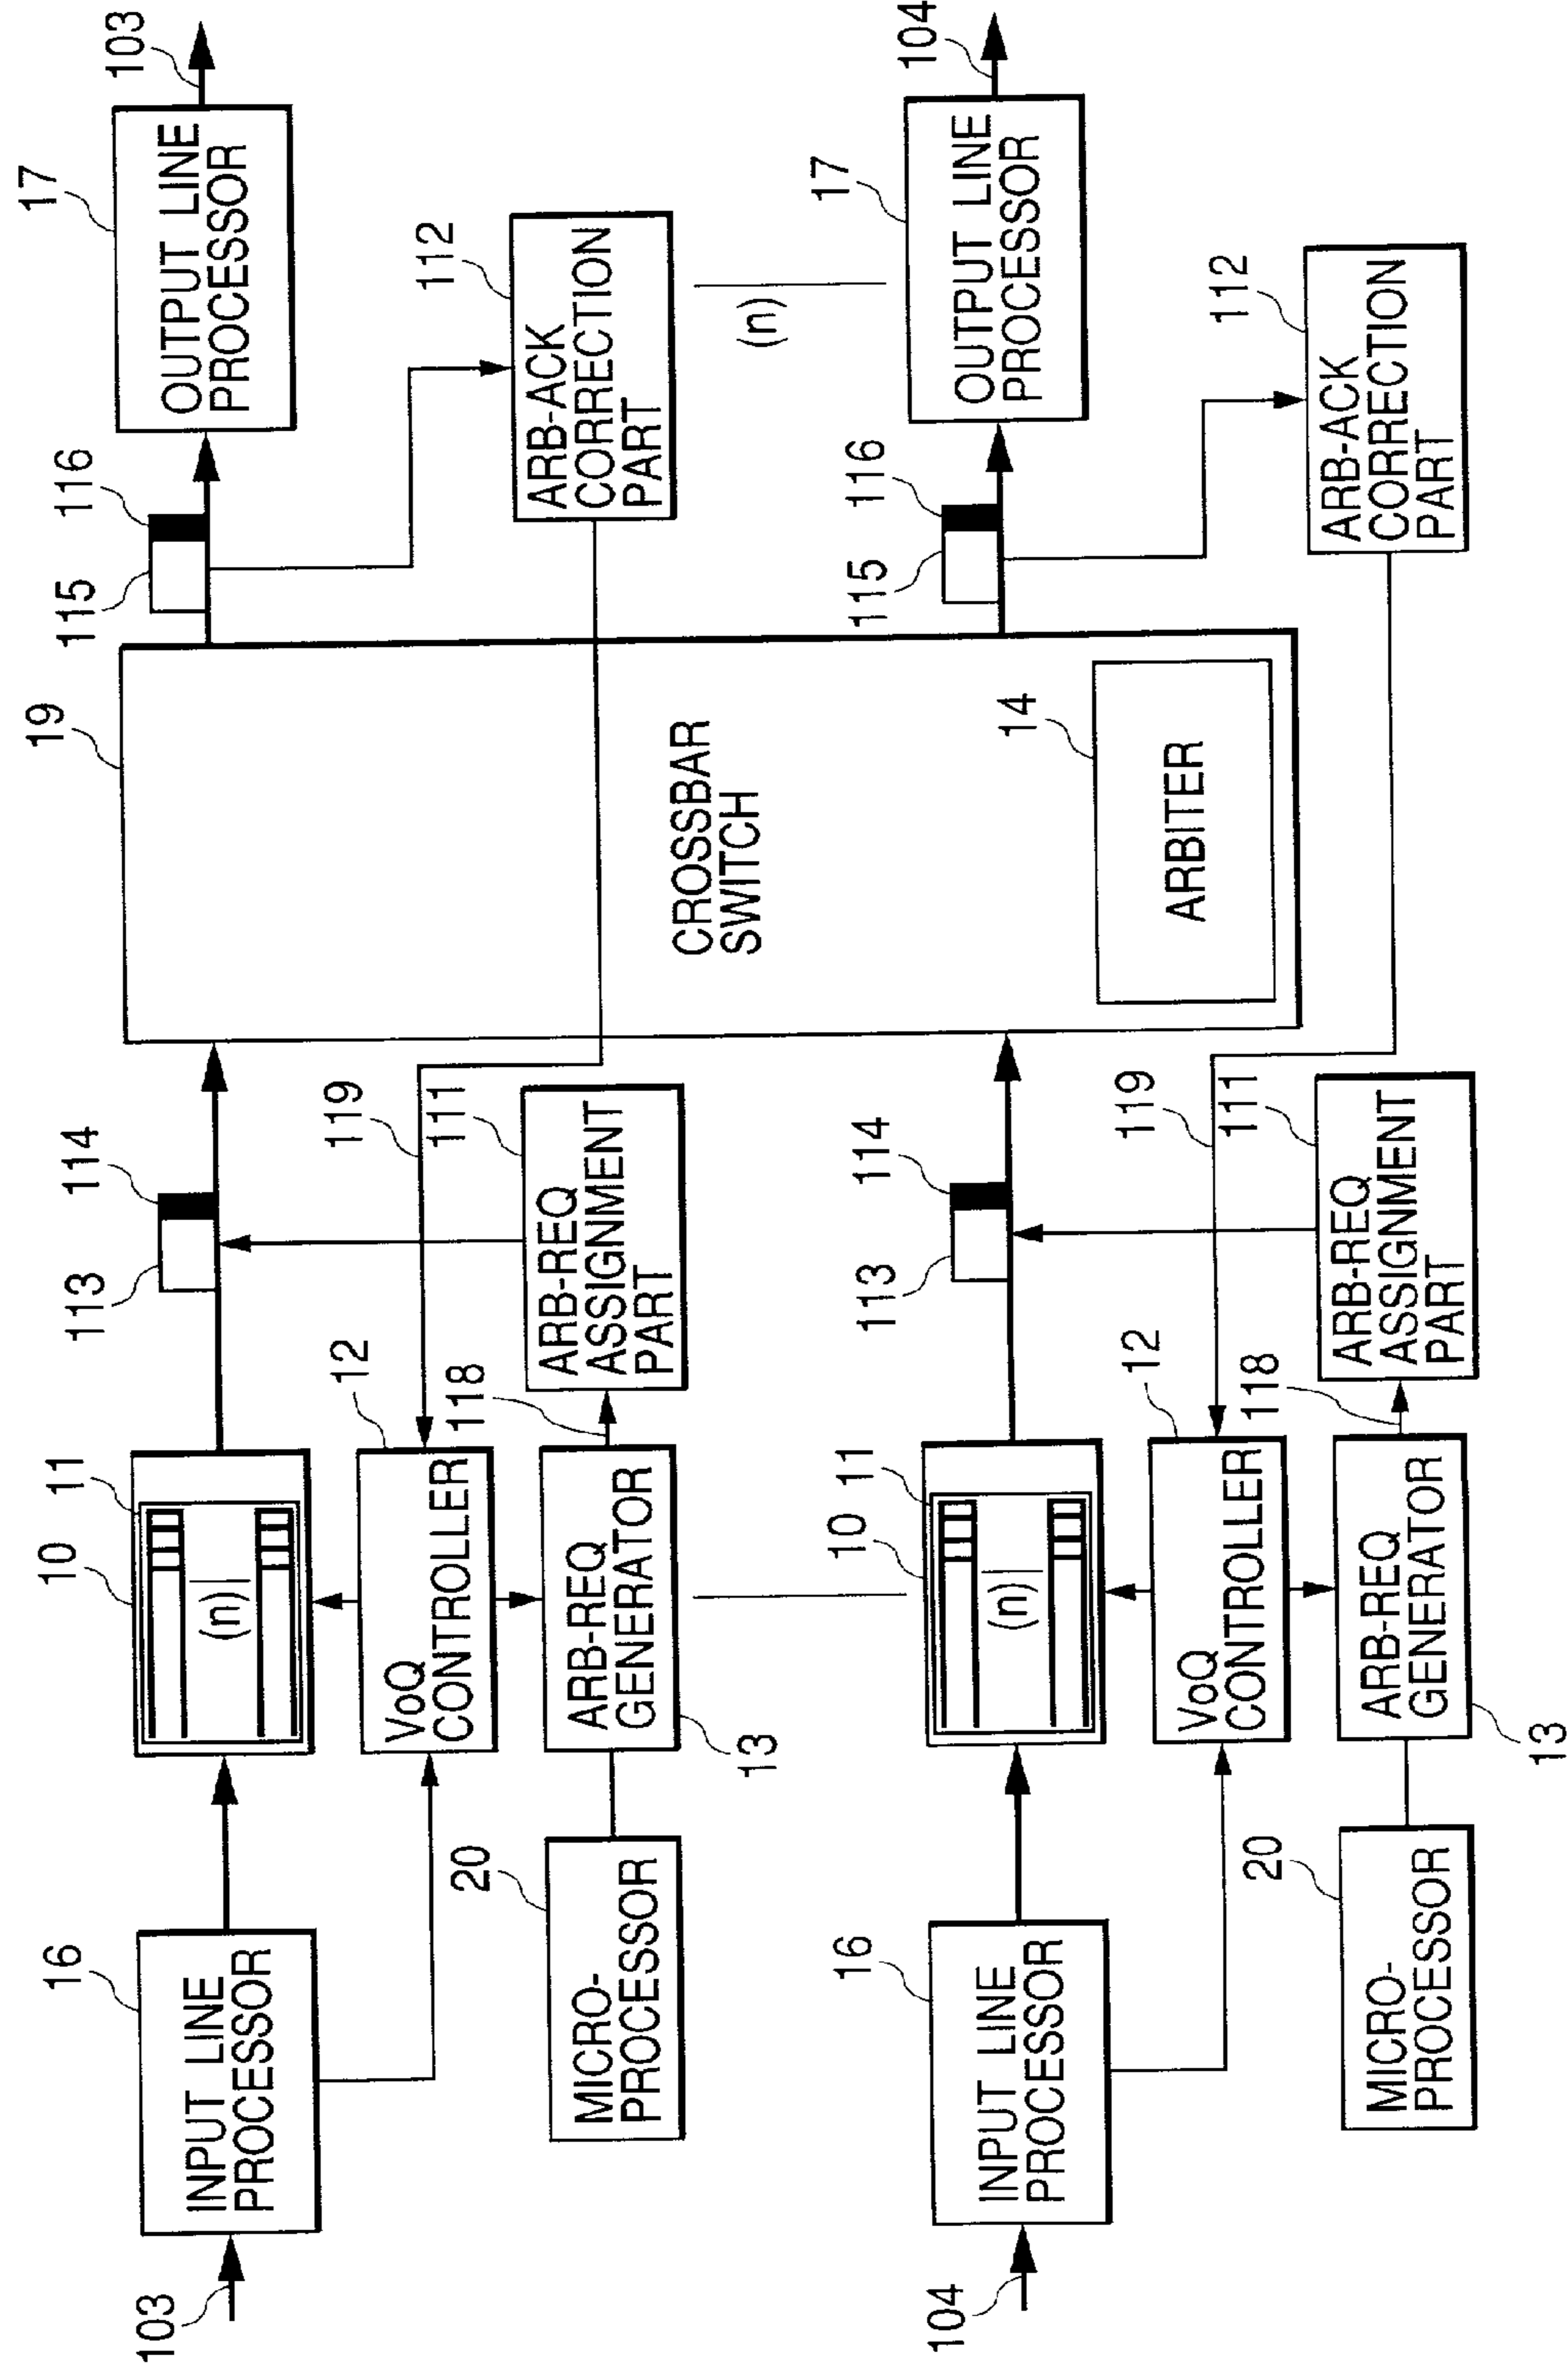 103
16
INPUT LINE
PROCESSOR
10
11
(n)
12
VoQ
CONTROLLER
20
MICRO-
PROCESSOR
13
ARB-REQ
GENERATOR
118
113
114
119
111
ARB-REQ
ASSIGNMENT
PART
19
CROSSBAR
SWITCH
14
ARBITER
115
116
17
OUTPUT LINE
PROCESSOR
103
112
ARB-ACK
CORRECTION
PART
(n)
104
16
INPUT LINE
PROCESSOR
10
11
(n)
12
VoQ
CONTROLLER
20
MICRO-
PROCESSOR
13
ARB-REQ
GENERATOR
118
113
114
119
111
ARB-REQ
ASSIGNMENT
PART
115
116
17
OUTPUT LINE
PROCESSOR
104
112
ARB-ACK
CORRECTION
PART